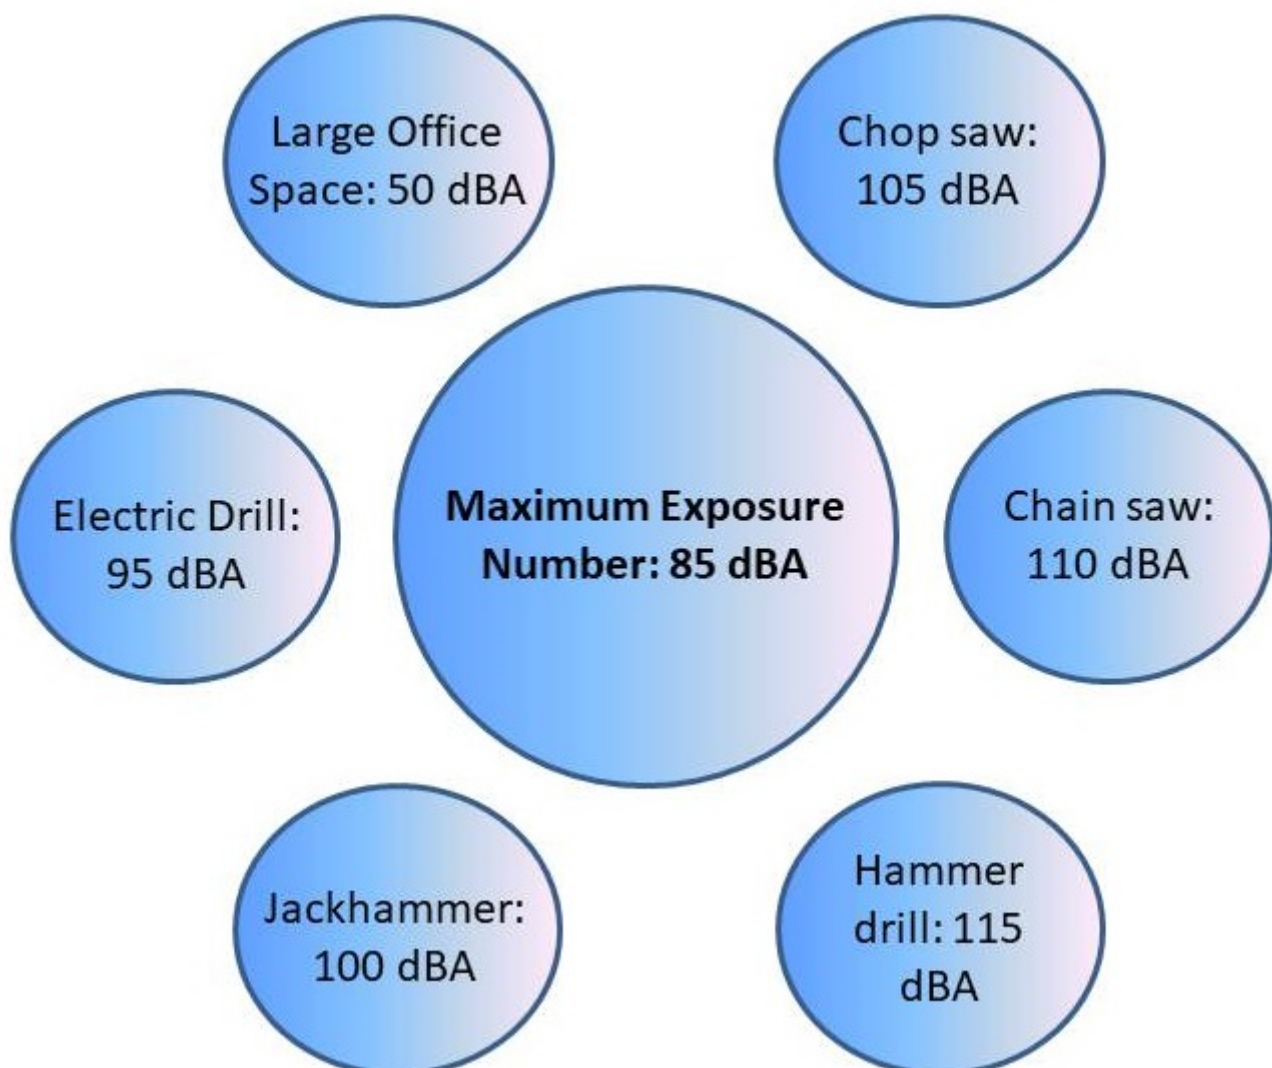 Large Office
Space: 50 dBA
Chop saw:
105 dBA
Electric Drill:
95 dBA
Maximum Exposure
Number: 85 dBA
Chain saw:
110 dBA
Jackhammer:
100 dBA
Hammer
drill: 115
dBA